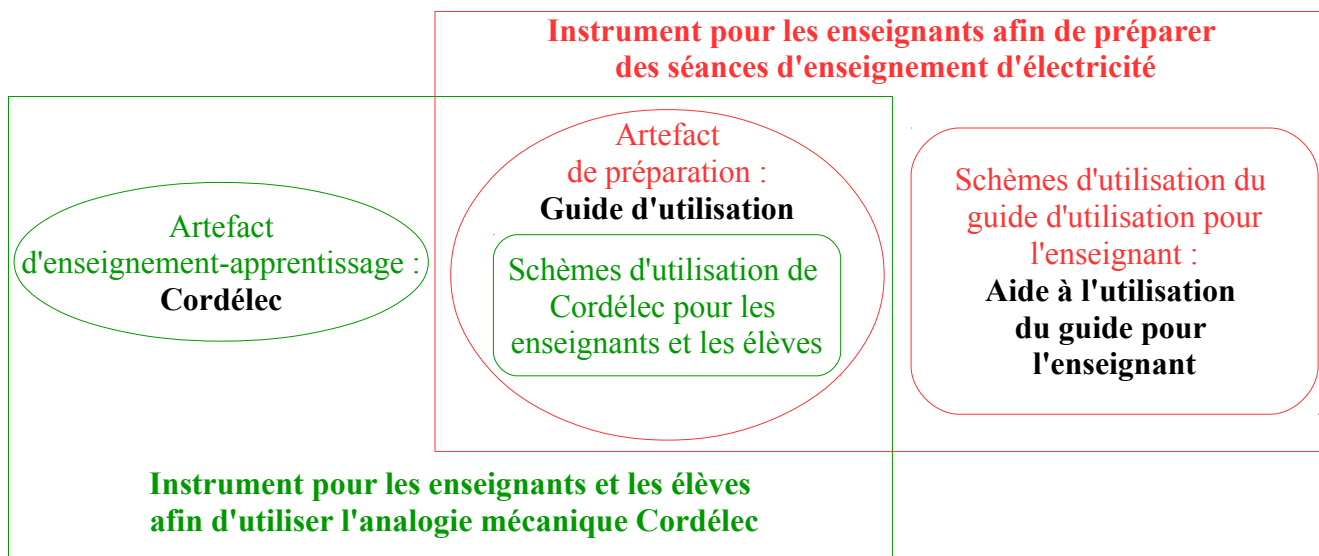 Instrument pour les enseignants afin de préparer
des séances d'enseignement d'électricité
Artefact
d'enseignement-apprentissage :
Cordélec
Artefact
de préparation :
Guide d'utilisation
Schèmes d'utilisation de
Cordélec pour les
enseignants et les élèves
Schèmes d'utilisation du
guide d'utilisation pour
l'enseignant :
Aide à l'utilisation
du guide pour
l'enseignant
Instrument pour les enseignants et les élèves
afin d'utiliser l'analogie mécanique Cordélec